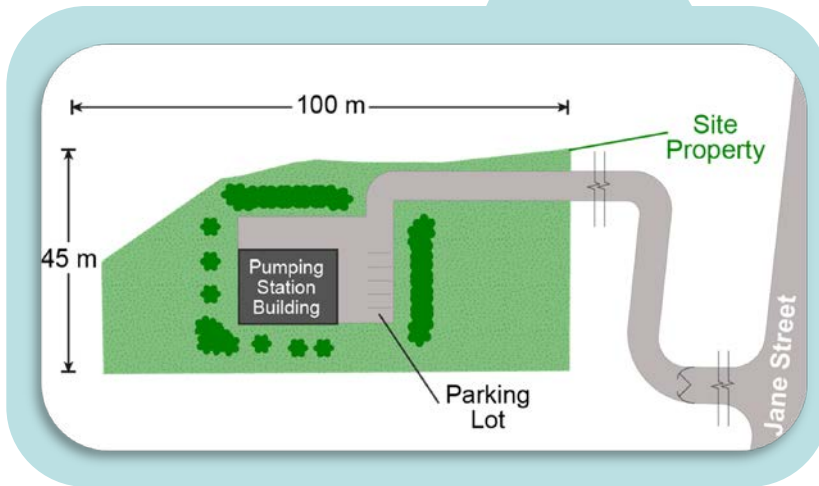 100 m
Site
Property
45 m
Pumping
Station
Building
Parking
Lot
Jane Street